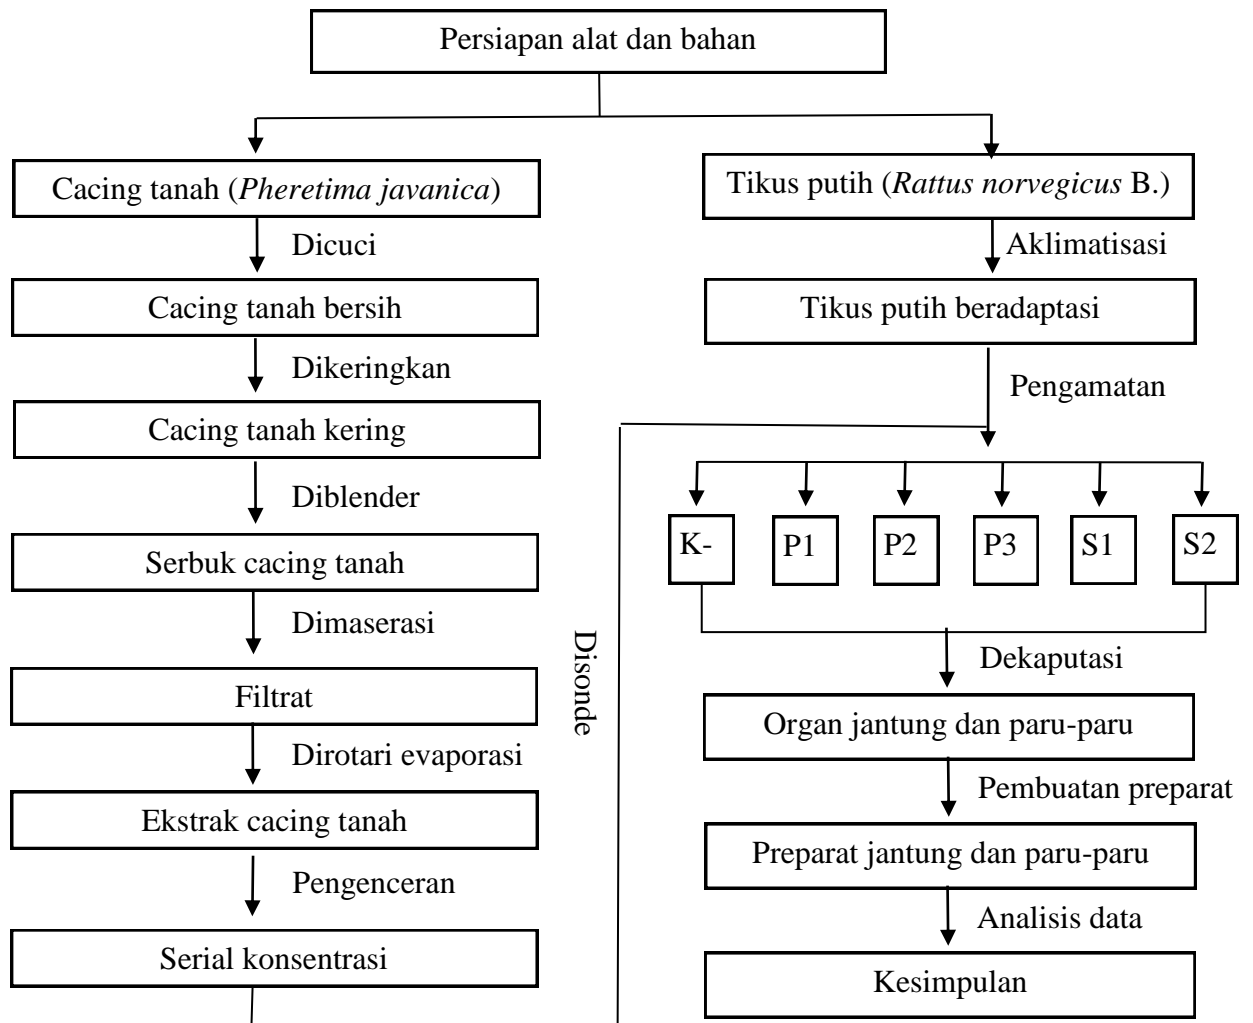 Persiapan alat dan bahan
Cacing tanah (Pheretima javanica)
Dicuci
Cacing tanah bersih
Dikeringkan
Cacing tanah kering
Diblender
Serbuk cacing tanah
Dimaserasi
Filtrat
Dirotari evaporasi
Ekstrak cacing tanah
Pengenceran
Serial konsentrasi
Disonde
Tikus putih (Rattus norvegicus B.)
Aklimatisasi
Tikus putih beradaptasi
Pengamatan
K- P1 P2 P3 S1 S2
Dekaputasi
Organ jantung dan paru-paru
Pembuatan preparat
Preparat jantung dan paru-paru
Analisis data
Kesimpulan